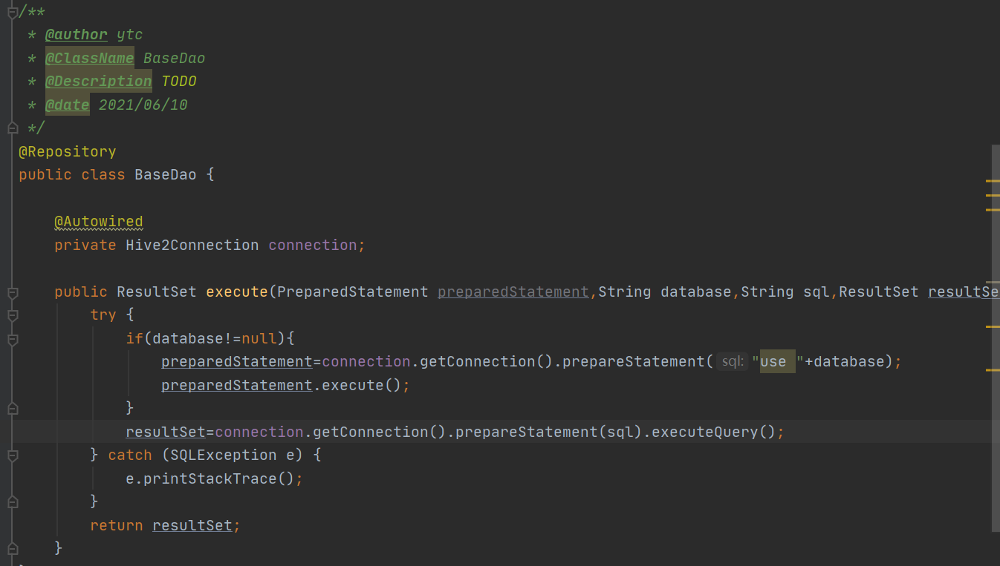 /**
 * @author ytc
 * @ClassName BaseDao
 * @Description TODO
 * @date 2021/06/10
 */
@Repository
public class BaseDao {
    @Autowired
    private Hive2Connection connection;
    public ResultSet execute(PreparedStatement preparedStatement,String database,String sql,ResultSet resultSe
        try {
            if(database!=null){
                preparedStatement=connection.getConnection().prepareStatement( sql: "use "+database);
                preparedStatement.execute();
            }
            resultSet=connection.getConnection().prepareStatement(sql).executeQuery();
        } catch (SQLException e) {
            e.printStackTrace();
        }
        return resultSet;
    }